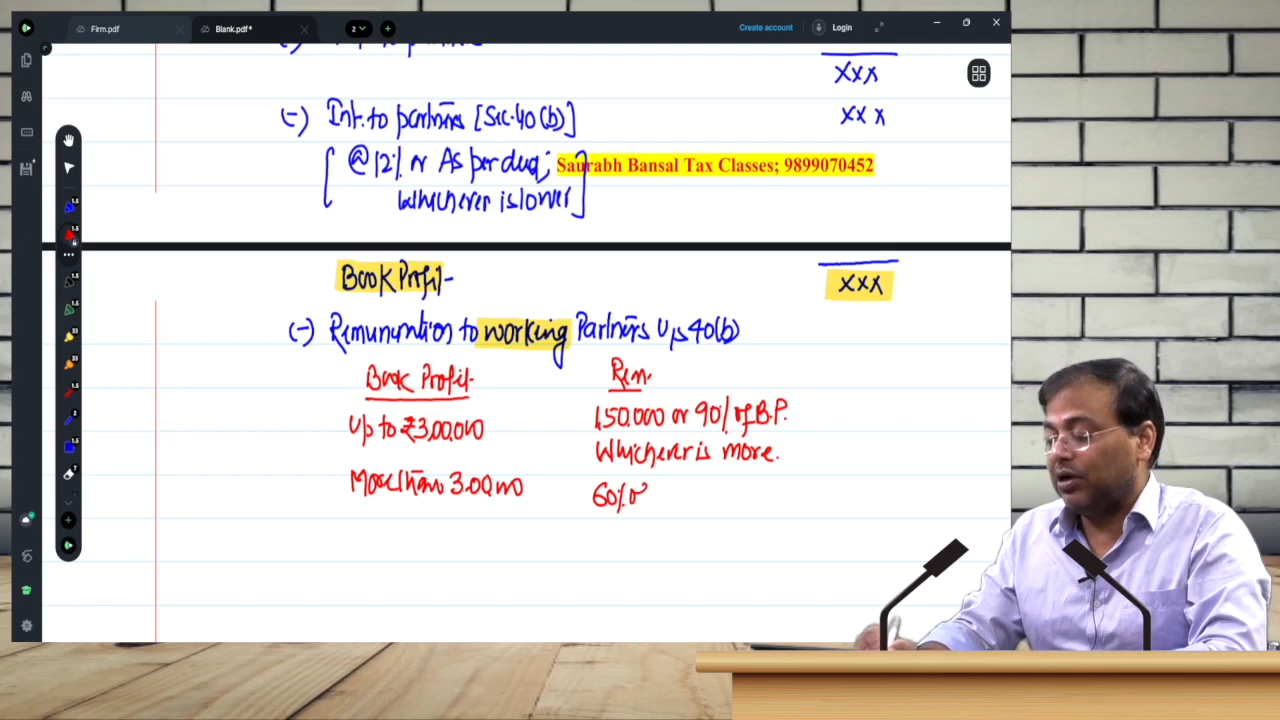 Firm.pdf
Blank.pdf*
2
Create account
Login
xxx
(-) Int. to partners [Sec. 40(b)]
xxx
[@ 12% or As per deed;
Saurabh Bansal Tax Classes; 9899070452
Whichever is lower]
Book Profit-
xxx
(-) Remuneration to working Partners U/s 40(b)
Book Profit
Rem.
Up to ₹3,00,000
1,50,000 or 90% of B.P.
Whichever is more.
More than 3,00,000
60% o